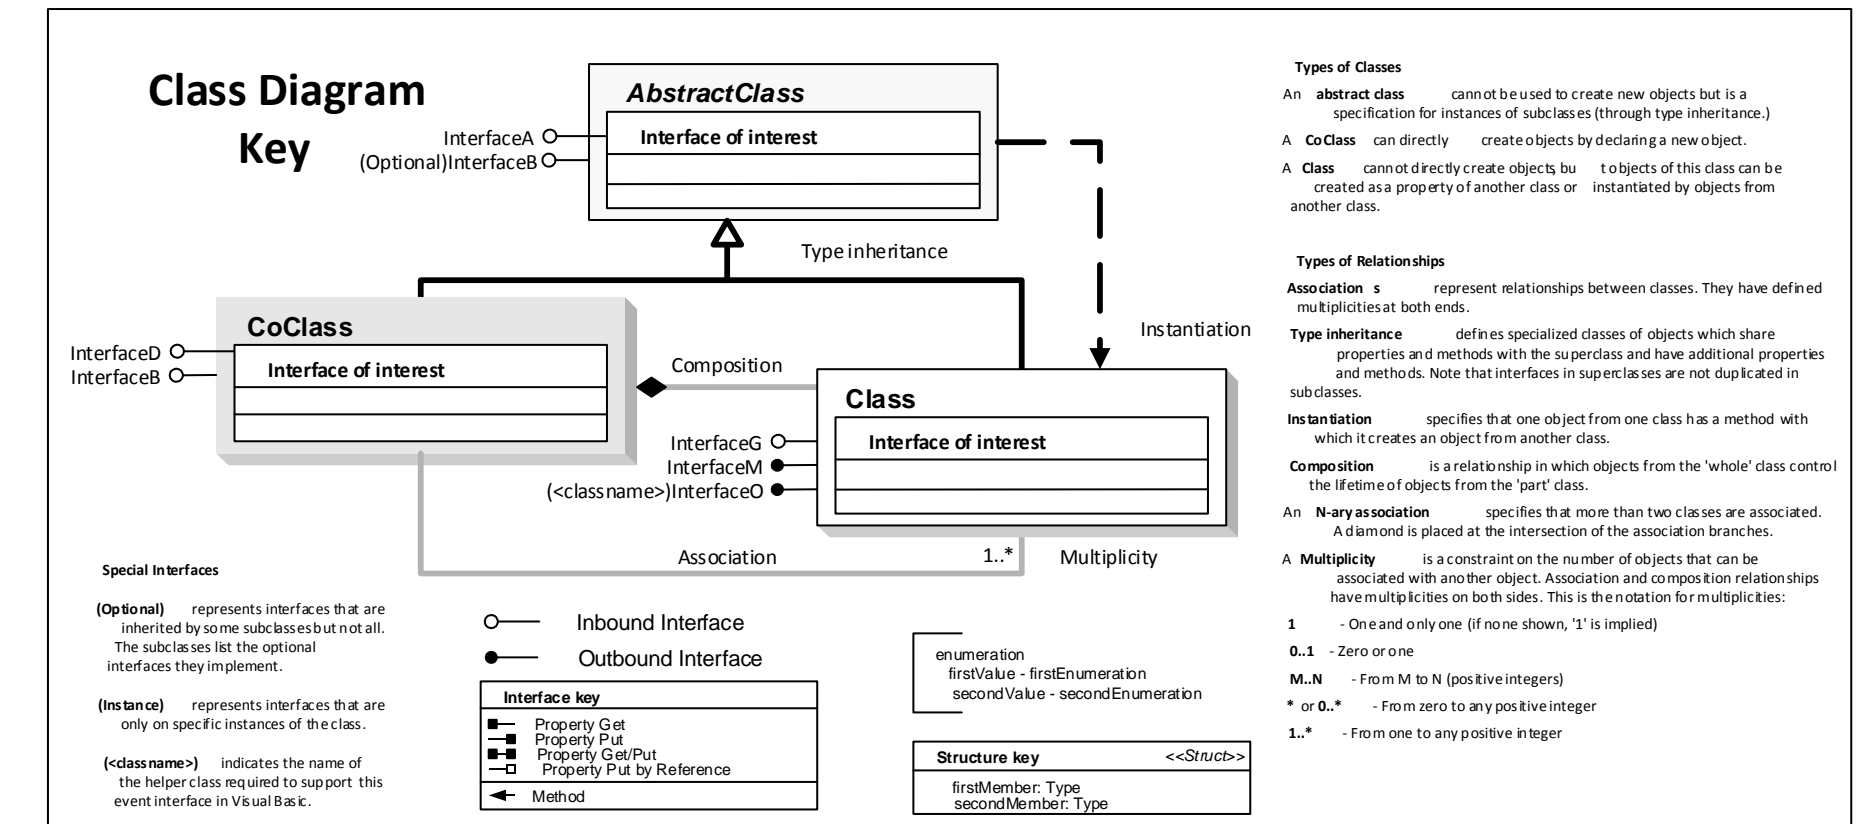 Class Diagram
Key
AbstractClass
Interface of interest
InterfaceA
(Optional)InterfaceB
Type inheritance
CoClass
Interface of interest
InterfaceD
InterfaceB
Composition
Instantiation
Class
Interface of interest
InterfaceG
InterfaceM
(<classname>)InterfaceO
Association
1..*
Multiplicity
Special Interfaces
(Optional) represents interfaces that are
inherited by some subclasses but not all.
The subclasses list the optional
interfaces they implement.
(Instance) represents interfaces that are
only on specific instances of the class.
(<classname>) indicates the name of
the helper class required to support this
event interface in Visual Basic.
Inbound Interface
Outbound Interface
Interface key
Property Get
Property Put
Property Get/Put
Property Put by Reference
Method
enumeration
firstValue - firstEnumeration
secondValue - secondEnumeration
Structure key <<Struct>>
firstMember: Type
secondMember: Type
Types of Classes
An abstract class cannot be used to create new objects but is a
specification for instances of subclasses (through type inheritance.)
A CoClass can directly create objects by declaring a new object.
A Class cannot directly create objects, bu t objects of this class can be
created as a property of another class or instantiated by objects from
another class.
Types of Relationships
Association s represent relationships between classes. They have defined
multiplicities at both ends.
Type inheritance defines specialized classes of objects which share
properties and methods with the superclass and have additional properties
and methods. Note that interfaces in superclasses are not duplicated in
subclasses.
Instantiation specifies that one object from one class has a method with
which it creates an object from another class.
Composition is a relationship in which objects from the 'whole' class control
the lifetime of objects from the 'part' class.
An N-ary association specifies that more than two classes are associated.
A diamond is placed at the intersection of the association branches.
A Multiplicity is a constraint on the number of objects that can be
associated with another object. Association and composition relationships
have multiplicities on both sides. This is the notation for multiplicities:
1 - One and only one (if none shown, '1' is implied)
0..1 - Zero or one
M..N - From M to N (positive integers)
* or 0..* - From zero to any positive integer
1..* - From one to any positive integer